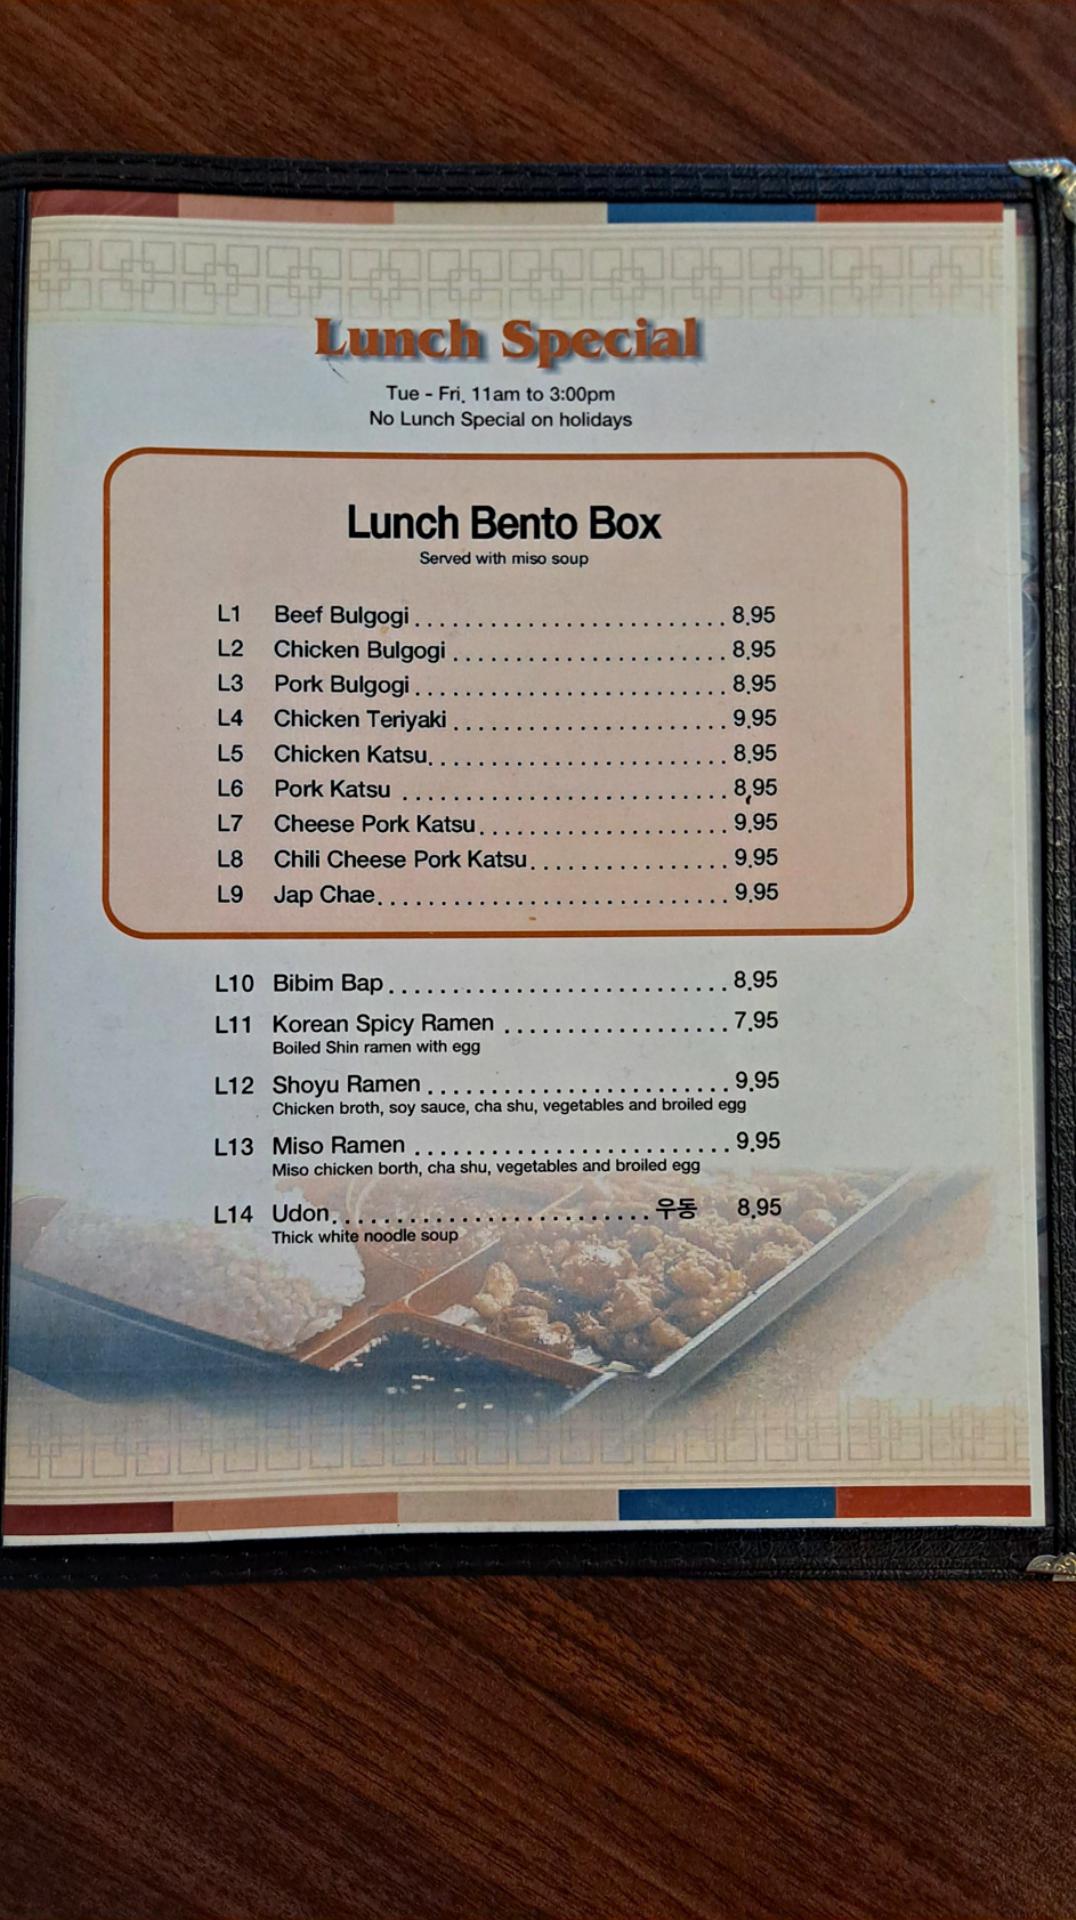 Lunch Special
Tue - Fri. 11am to 3:00pm
No Lunch Special on holidays
Lunch Bento Box
Served with miso soup
L1 Beef Bulgogi.........................8.95
L2 Chicken Bulgogi......................8.95
L3 Pork Bulgogi.........................8.95
L4 Chicken Teriyaki......................9.95
L5 Chicken Katsu........................8.95
L6 Pork Katsu ..........................8.95
L7 Cheese Pork Katsu....................9.95
L8 Chili Cheese Pork Katsu................9.95
L9 Jap Chae............................9.95
L10 Bibim Bap...........................8.95
L11 Korean Spicy Ramen ..................7.95
Boiled Shin ramen with egg
L12 Shoyu Ramen........................9.95
Chicken broth, soy sauce, cha shu, vegetables and broiled egg
L13 Miso Ramen .........................9.95
Miso chicken borth, cha shu, vegetables and broiled egg
L14 Udon..........................우동 8.95
Thick white noodle soup